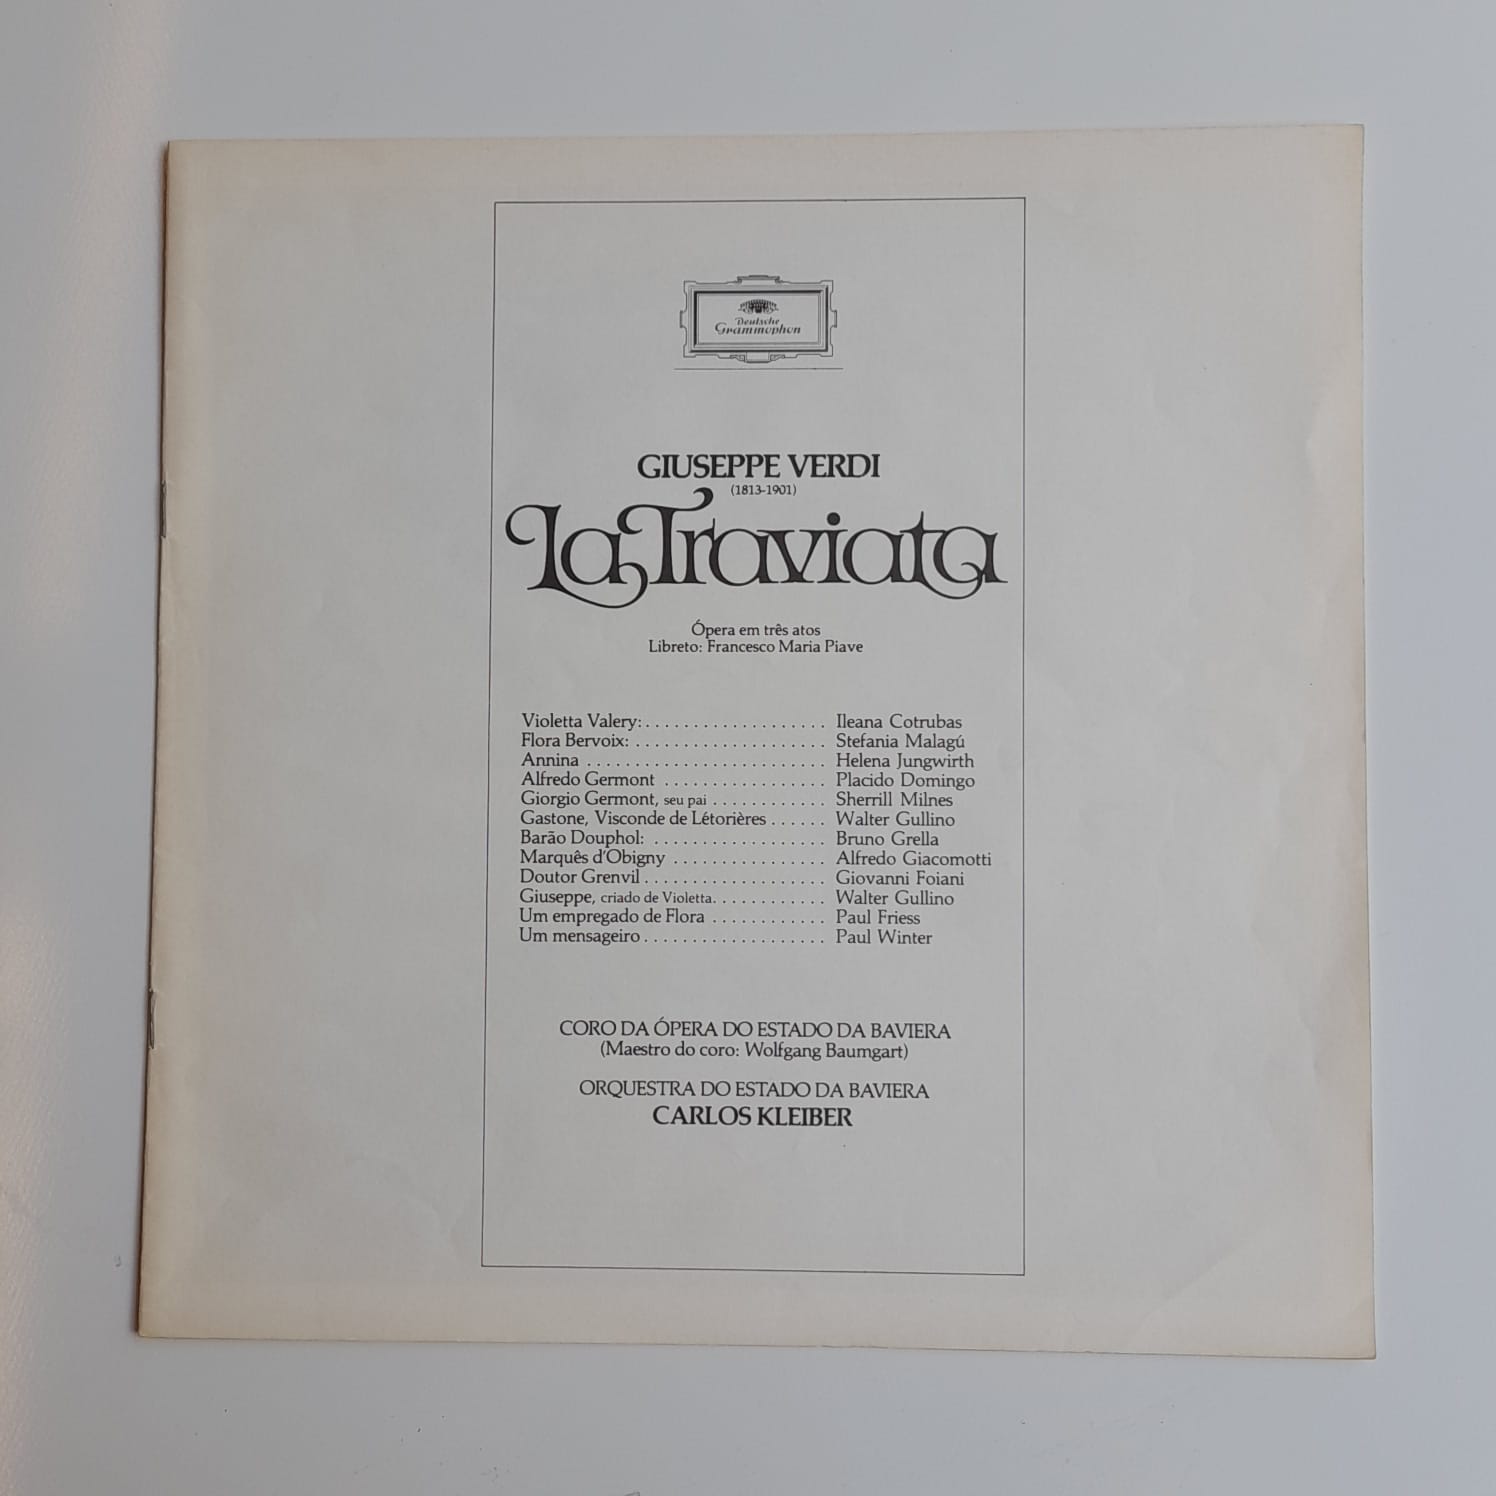 Deutsche
Grammophon
GIUSEPPE VERDI
(1813-1901)
La Traviata
Ópera em três atos
Libreto: Francesco Maria Piave
Violetta Valery: . . . . . . . . . . . . . . . . . . . Ileana Cotrubas
Flora Bervoix: . . . . . . . . . . . . . . . . . . . . Stefania Malagú
Annina . . . . . . . . . . . . . . . . . . . . . . . . . Helena Jungwirth
Alfredo Germont . . . . . . . . . . . . . . . . . Placido Domingo
Giorgio Germont, seu pai . . . . . . . . . . . . Sherrill Milnes
Gastone, Visconde de Létorières . . . . . . Walter Gullino
Barão Douphol: . . . . . . . . . . . . . . . . . . Bruno Grella
Marquês d'Obigny . . . . . . . . . . . . . . . . Alfredo Giacomotti
Doutor Grenvil . . . . . . . . . . . . . . . . . . . Giovanni Foiani
Giuseppe, criado de Violetta. . . . . . . . . . . . Walter Gullino
Um empregado de Flora . . . . . . . . . . . . Paul Friess
Um mensageiro . . . . . . . . . . . . . . . . . . . Paul Winter
CORO DA ÓPERA DO ESTADO DA BAVIERA
(Maestro do coro: Wolfgang Baumgart)
ORQUESTRA DO ESTADO DA BAVIERA
CARLOS KLEIBER